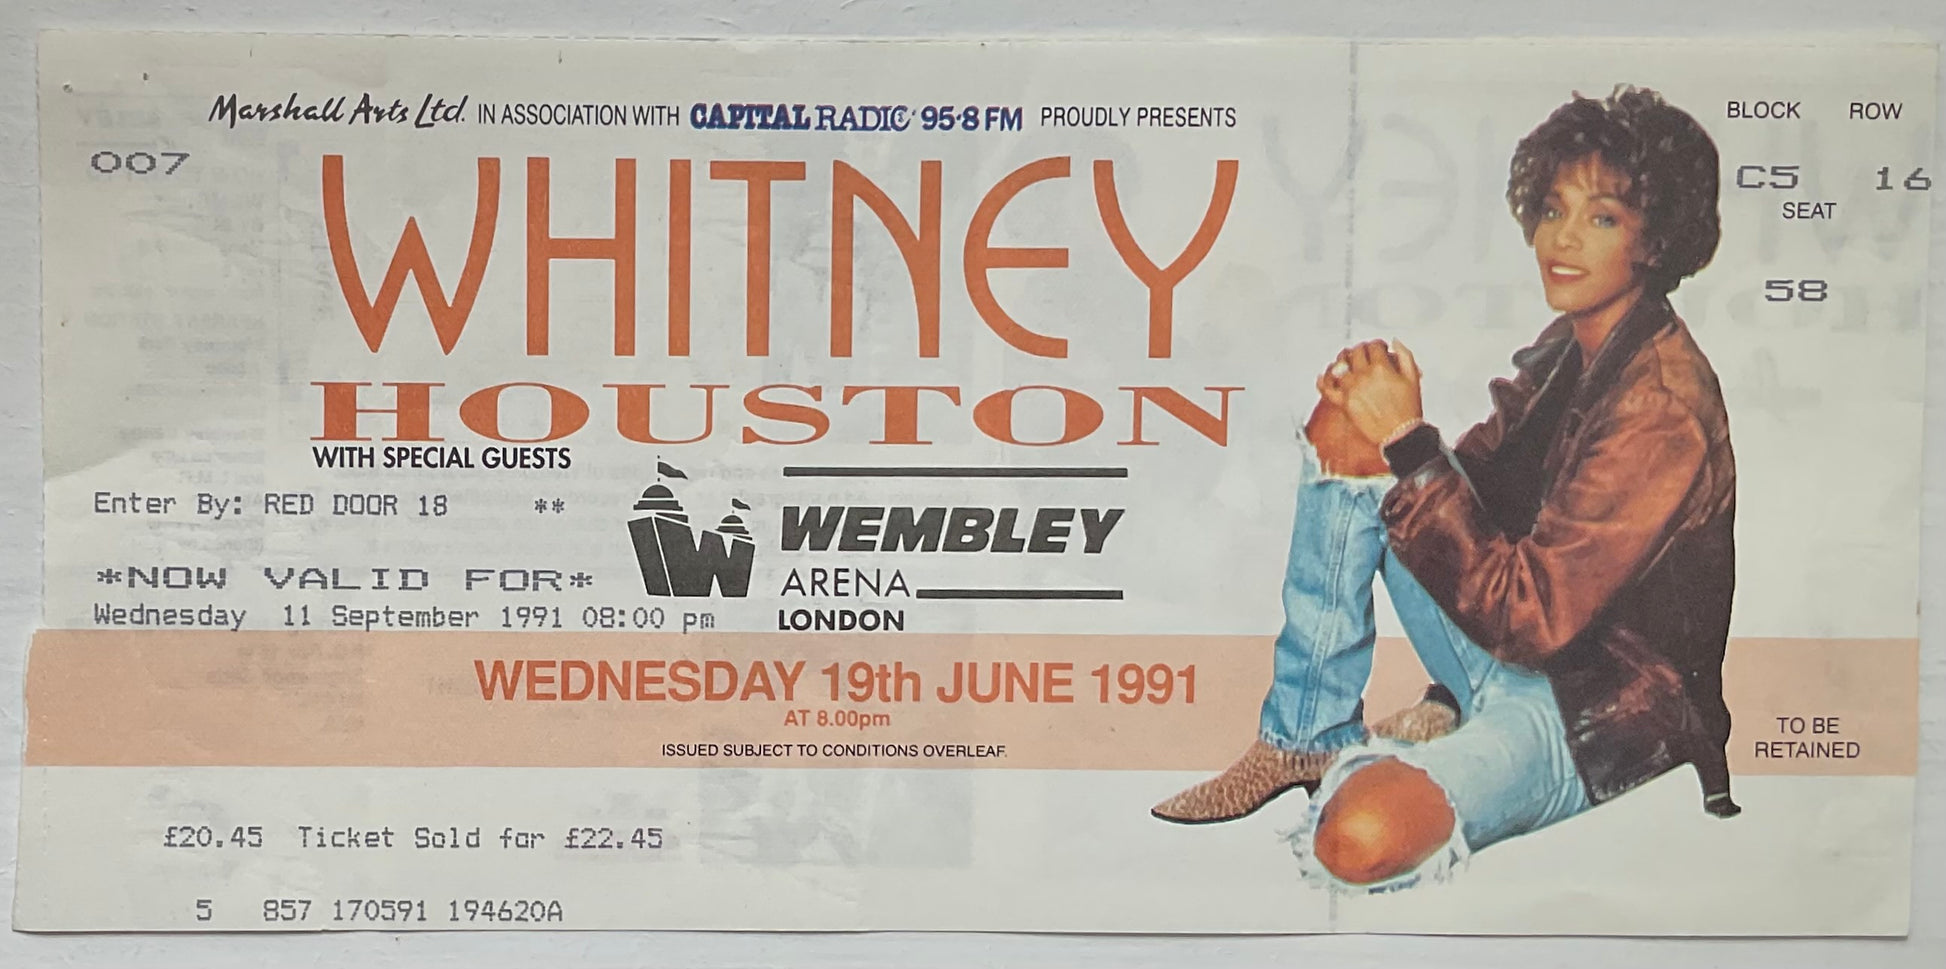 Marshall Arts Ltd. IN ASSOCIATION WITH CAPITAL RADIO 95·8 FM PROUDLY PRESENTS
BLOCK ROW
007
C5 16
WHITNEY
SEAT
58
HOUSTON
WITH SPECIAL GUESTS
Enter By: RED DOOR 18 **
WEMBLEY
ARENA
LONDON
*NOW VALID FOR*
Wednesday 11 September 1991 08:00 pm
WEDNESDAY 19th JUNE 1991
AT 8.00pm
ISSUED SUBJECT TO CONDITIONS OVERLEAF.
TO BE
RETAINED
£20.45 Ticket Sold for £22.45
5 857 170591 194620A